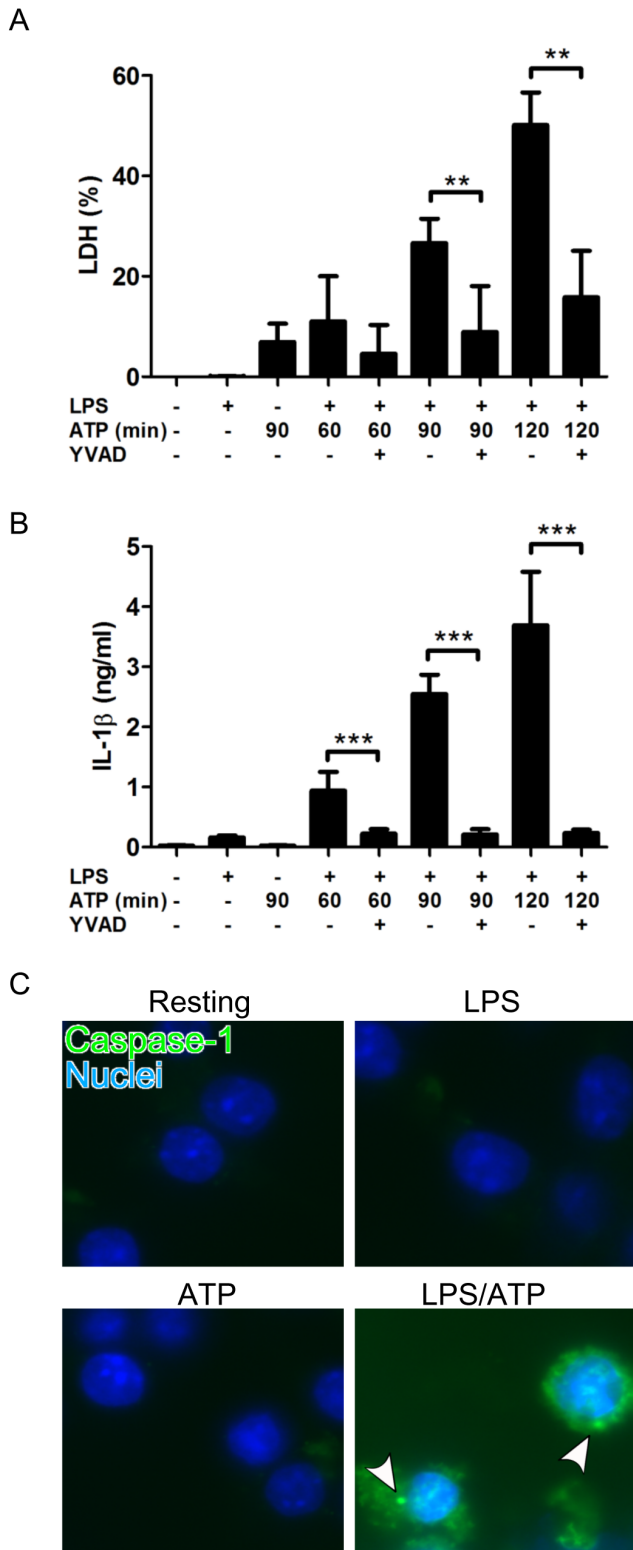 A
**
**
60
40
20
0
LDH (%)
LPS - + - + + + + + +
ATP (min) - - 90 60 60 90 90 120 120
YVAD - - - - + - + - +
B
***
***
***
5
4
3
2
1
0
IL-1β (ng/ml)
LPS - + - + + + + + +
ATP (min) - - 90 60 60 90 90 120 120
YVAD - - - - + - + - +
C
Resting LPS
Caspase-1
Nuclei
ATP LPS/ATP